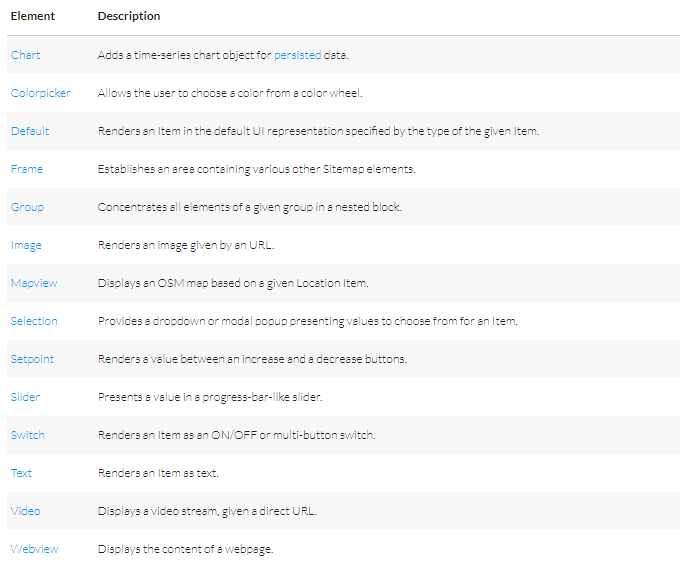 Element Description
Chart Adds a time-series chart object for persisted data.
Colorpicker Allows the user to choose a color from a color wheel.
Default Renders an Item in the default UI representation specified by the type of the given Item.
Frame Establishes an area containing various other Sitemap elements.
Group Concentrates all elements of a given group in a nested block.
Image Renders an image given by an URL.
Mapview Displays an OSM map based on a given Location Item.
Selection Provides a dropdown or modal popup presenting values to choose from for an Item.
Setpoint Renders a value between an increase and a decrease buttons.
Slider Presents a value in a progress-bar-like slider.
Switch Renders an Item as an ON/OFF or multi-button switch.
Text Renders an Item as text.
Video Displays a video stream, given a direct URL.
Webview Displays the content of a webpage.